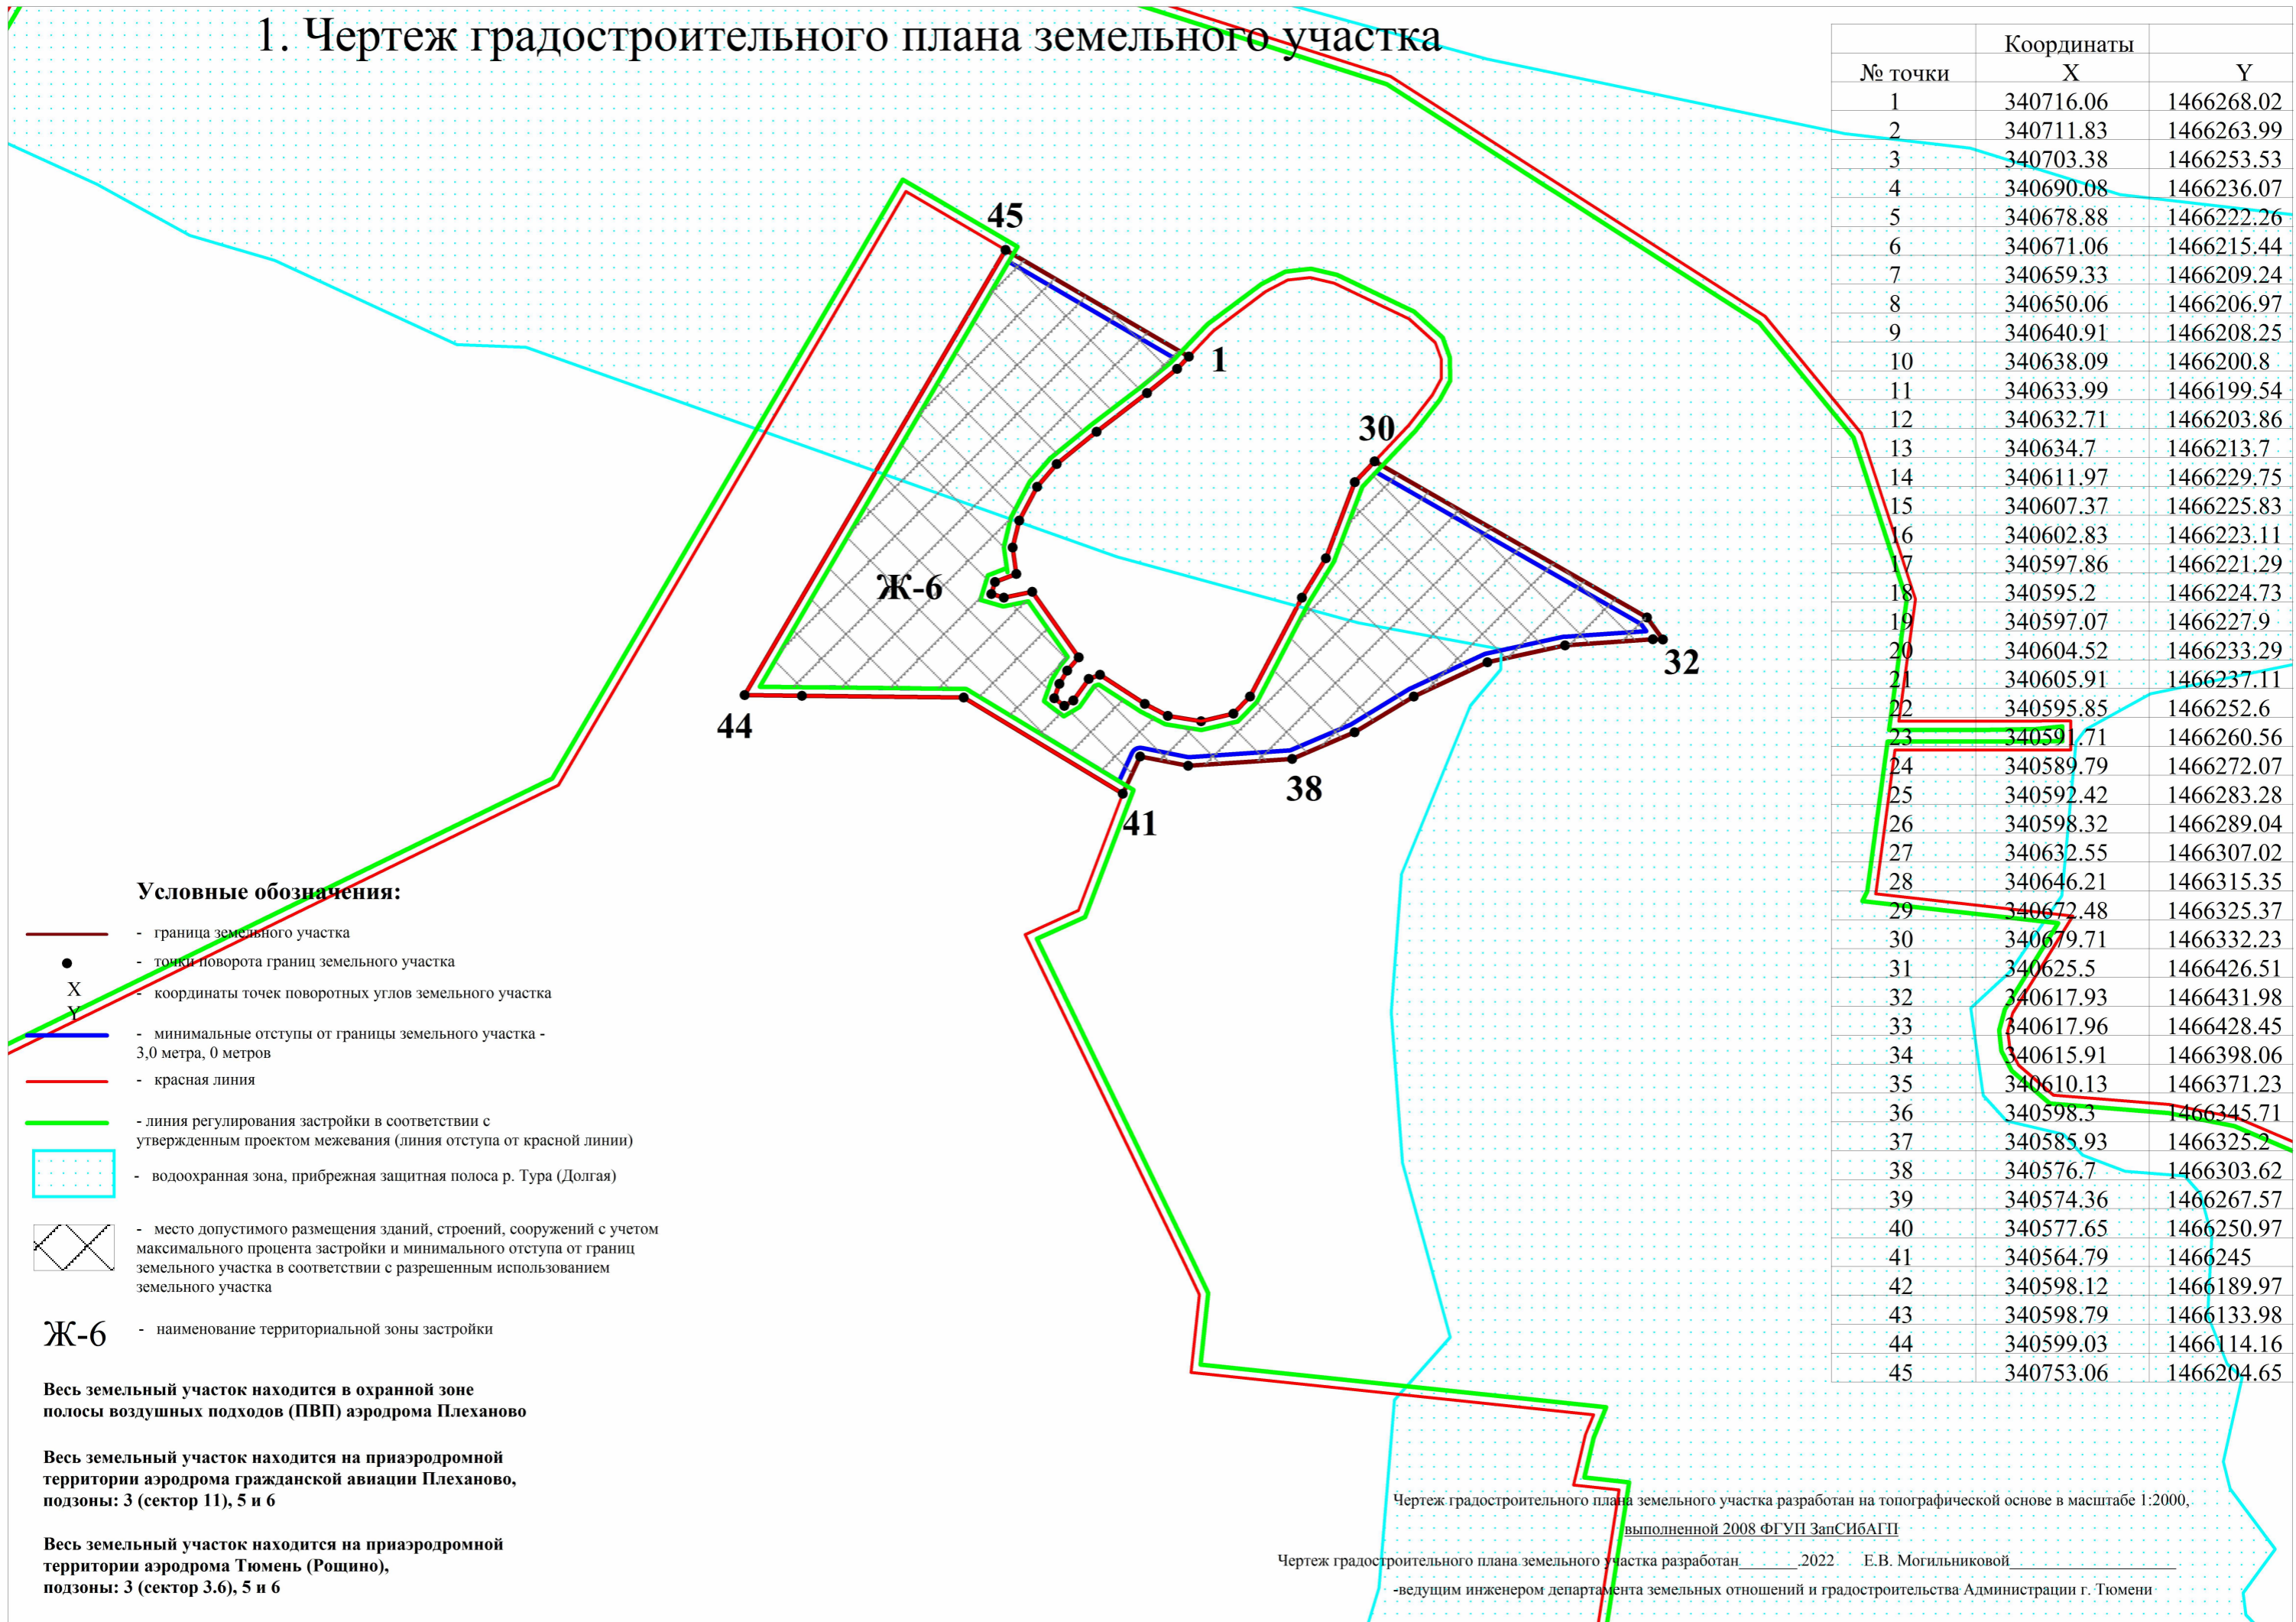 1. Чертеж градостроительного плана земельного участка
Координаты
№ точки X Y
1 340716.06 1466268.02
2 340711.83 1466263.99
3 340703.38 1466253.53
4 340690.08 1466236.07
5 340678.88 1466222.26
6 340671.06 1466215.44
7 340659.33 1466209.24
8 340650.06 1466206.97
9 340640.91 1466208.25
10 340638.09 1466200.8
11 340633.99 1466199.54
12 340632.71 1466203.86
13 340634.7 1466213.7
14 340611.97 1466229.75
15 340607.37 1466225.83
16 340602.83 1466223.11
17 340597.86 1466221.29
18 340595.2 1466224.73
19 340597.07 1466227.9
20 340604.52 1466233.29
21 340605.91 1466237.11
22 340595.85 1466252.6
23 340591.71 1466260.56
24 340589.79 1466272.07
25 340592.42 1466283.28
26 340598.32 1466289.04
27 340632.55 1466307.02
28 340646.21 1466315.35
29 340672.48 1466325.37
30 340679.71 1466332.23
31 340625.5 1466426.51
32 340617.93 1466431.98
33 340617.96 1466428.45
34 340615.91 1466398.06
35 340610.13 1466371.23
36 340598.3 1466345.71
37 340585.93 1466325.2
38 340576.7 1466303.62
39 340574.36 1466267.57
40 340577.65 1466250.97
41 340564.79 1466245
42 340598.12 1466189.97
43 340598.79 1466133.98
44 340599.03 1466114.16
45 340753.06 1466204.65
45
1
30
Ж-6
32
44
38
41
Условные обозначения:
- граница земельного участка
- точки поворота границ земельного участка
X
Y
- координаты точек поворотных углов земельного участка
- минимальные отступы от границы земельного участка -
3,0 метра, 0 метров
- красная линия
- линия регулирования застройки в соответствии с
утвержденным проектом межевания (линия отступа от красной линии)
- водоохранная зона, прибрежная защитная полоса р. Тура (Долгая)
- место допустимого размещения зданий, строений, сооружений с учетом
максимального процента застройки и минимального отступа от границ
земельного участка в соответствии с разрешенным использованием
земельного участка
Ж-6 - наименование территориальной зоны застройки
Весь земельный участок находится в охранной зоне
полосы воздушных подходов (ПВП) аэродрома Плеханово
Весь земельный участок находится на приаэродромной
территории аэродрома гражданской авиации Плеханово,
подзоны: 3 (сектор 11), 5 и 6
Весь земельный участок находится на приаэродромной
территории аэродрома Тюмень (Рощино),
подзоны: 3 (сектор 3.6), 5 и 6
Чертеж градостроительного плана земельного участка разработан на топографической основе в масштабе 1:2000,
выполненной 2008 ФГУП ЗапСИбАГП
Чертеж градостроительного плана земельного участка разработан_______.2022 Е.В. Могильниковой____________________
-ведущим инженером департамента земельных отношений и градостроительства Администрации г. Тюмени